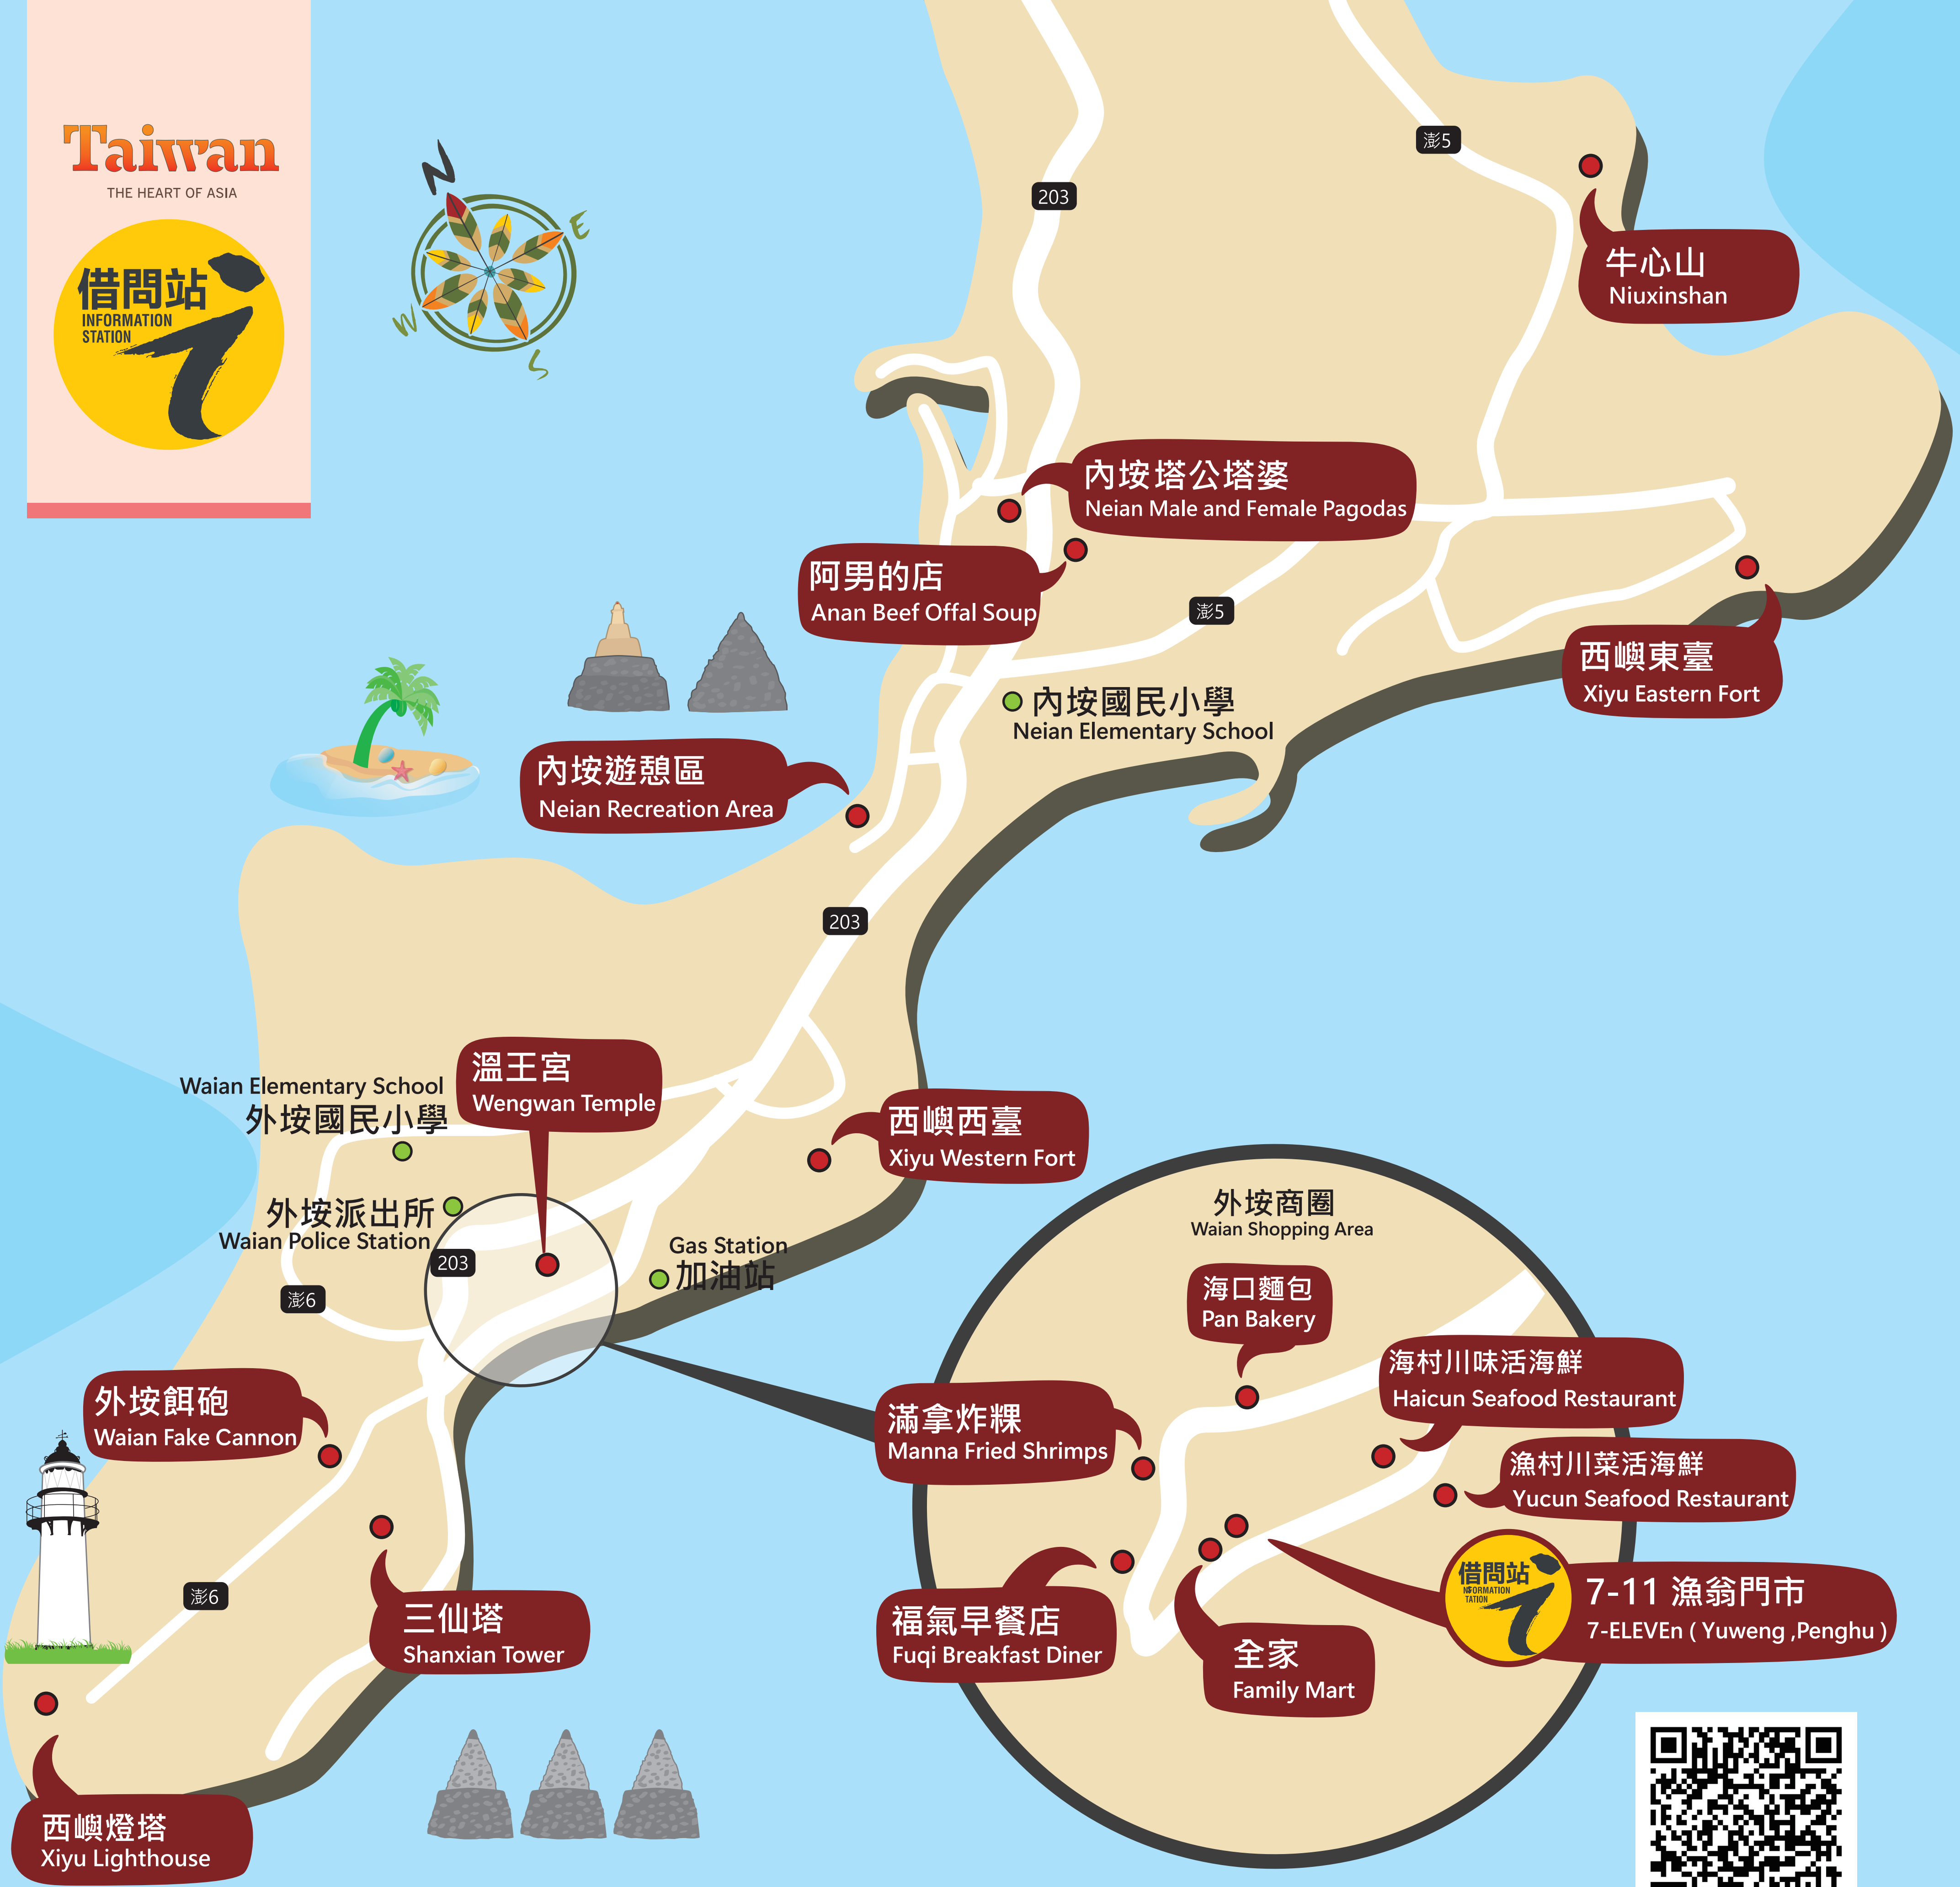 Taiwan
THE HEART OF ASIA
借問站
INFORMATION
STATION
N
E
W
S
澎5
203
牛心山
Niuxinshan
內垵塔公塔婆
Neian Male and Female Pagodas
阿男的店
Anan Beef Offal Soup
澎5
西嶼東臺
Xiyu Eastern Fort
內垵國民小學
Neian Elementary School
內垵遊憩區
Neian Recreation Area
203
溫王宮
Wengwan Temple
Waian Elementary School
外垵國民小學
西嶼西臺
Xiyu Western Fort
外垵派出所
Waian Police Station
203
Gas Station
加油站
澎6
外垵商圈
Waian Shopping Area
海口麵包
Pan Bakery
海村川味活海鮮
Haicun Seafood Restaurant
外垵餌砲
Waian Fake Cannon
滿拿炸粿
Manna Fried Shrimps
漁村川菜活海鮮
Yucun Seafood Restaurant
澎6
三仙塔
Shanxian Tower
福氣早餐店
Fuqi Breakfast Diner
全家
Family Mart
借問站
INFORMATION
TATION
7-11 漁翁門市
7-ELEVEn ( Yuweng ,Penghu )
西嶼燈塔
Xiyu Lighthouse